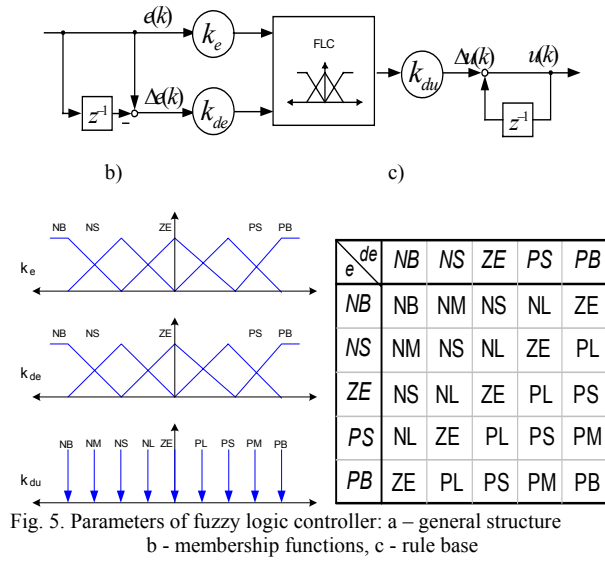 e(k) k_e FLC Δu(k) u(k)
k_du
Δe(k) k_de
z⁻¹ − z⁻¹
b) c)
NB NS ZE PS PB
k e
NB NS ZE PS PB
k de
NB NM NS NL ZE PL PS PM PB
k du
e de NB NS ZE PS PB
NB NB NM NS NL ZE
NS NM NS NL ZE PL
ZE NS NL ZE PL PS
PS NL ZE PL PS PM
PB ZE PL PS PM PB
Fig. 5. Parameters of fuzzy logic controller: a – general structure
b - membership functions, c - rule base